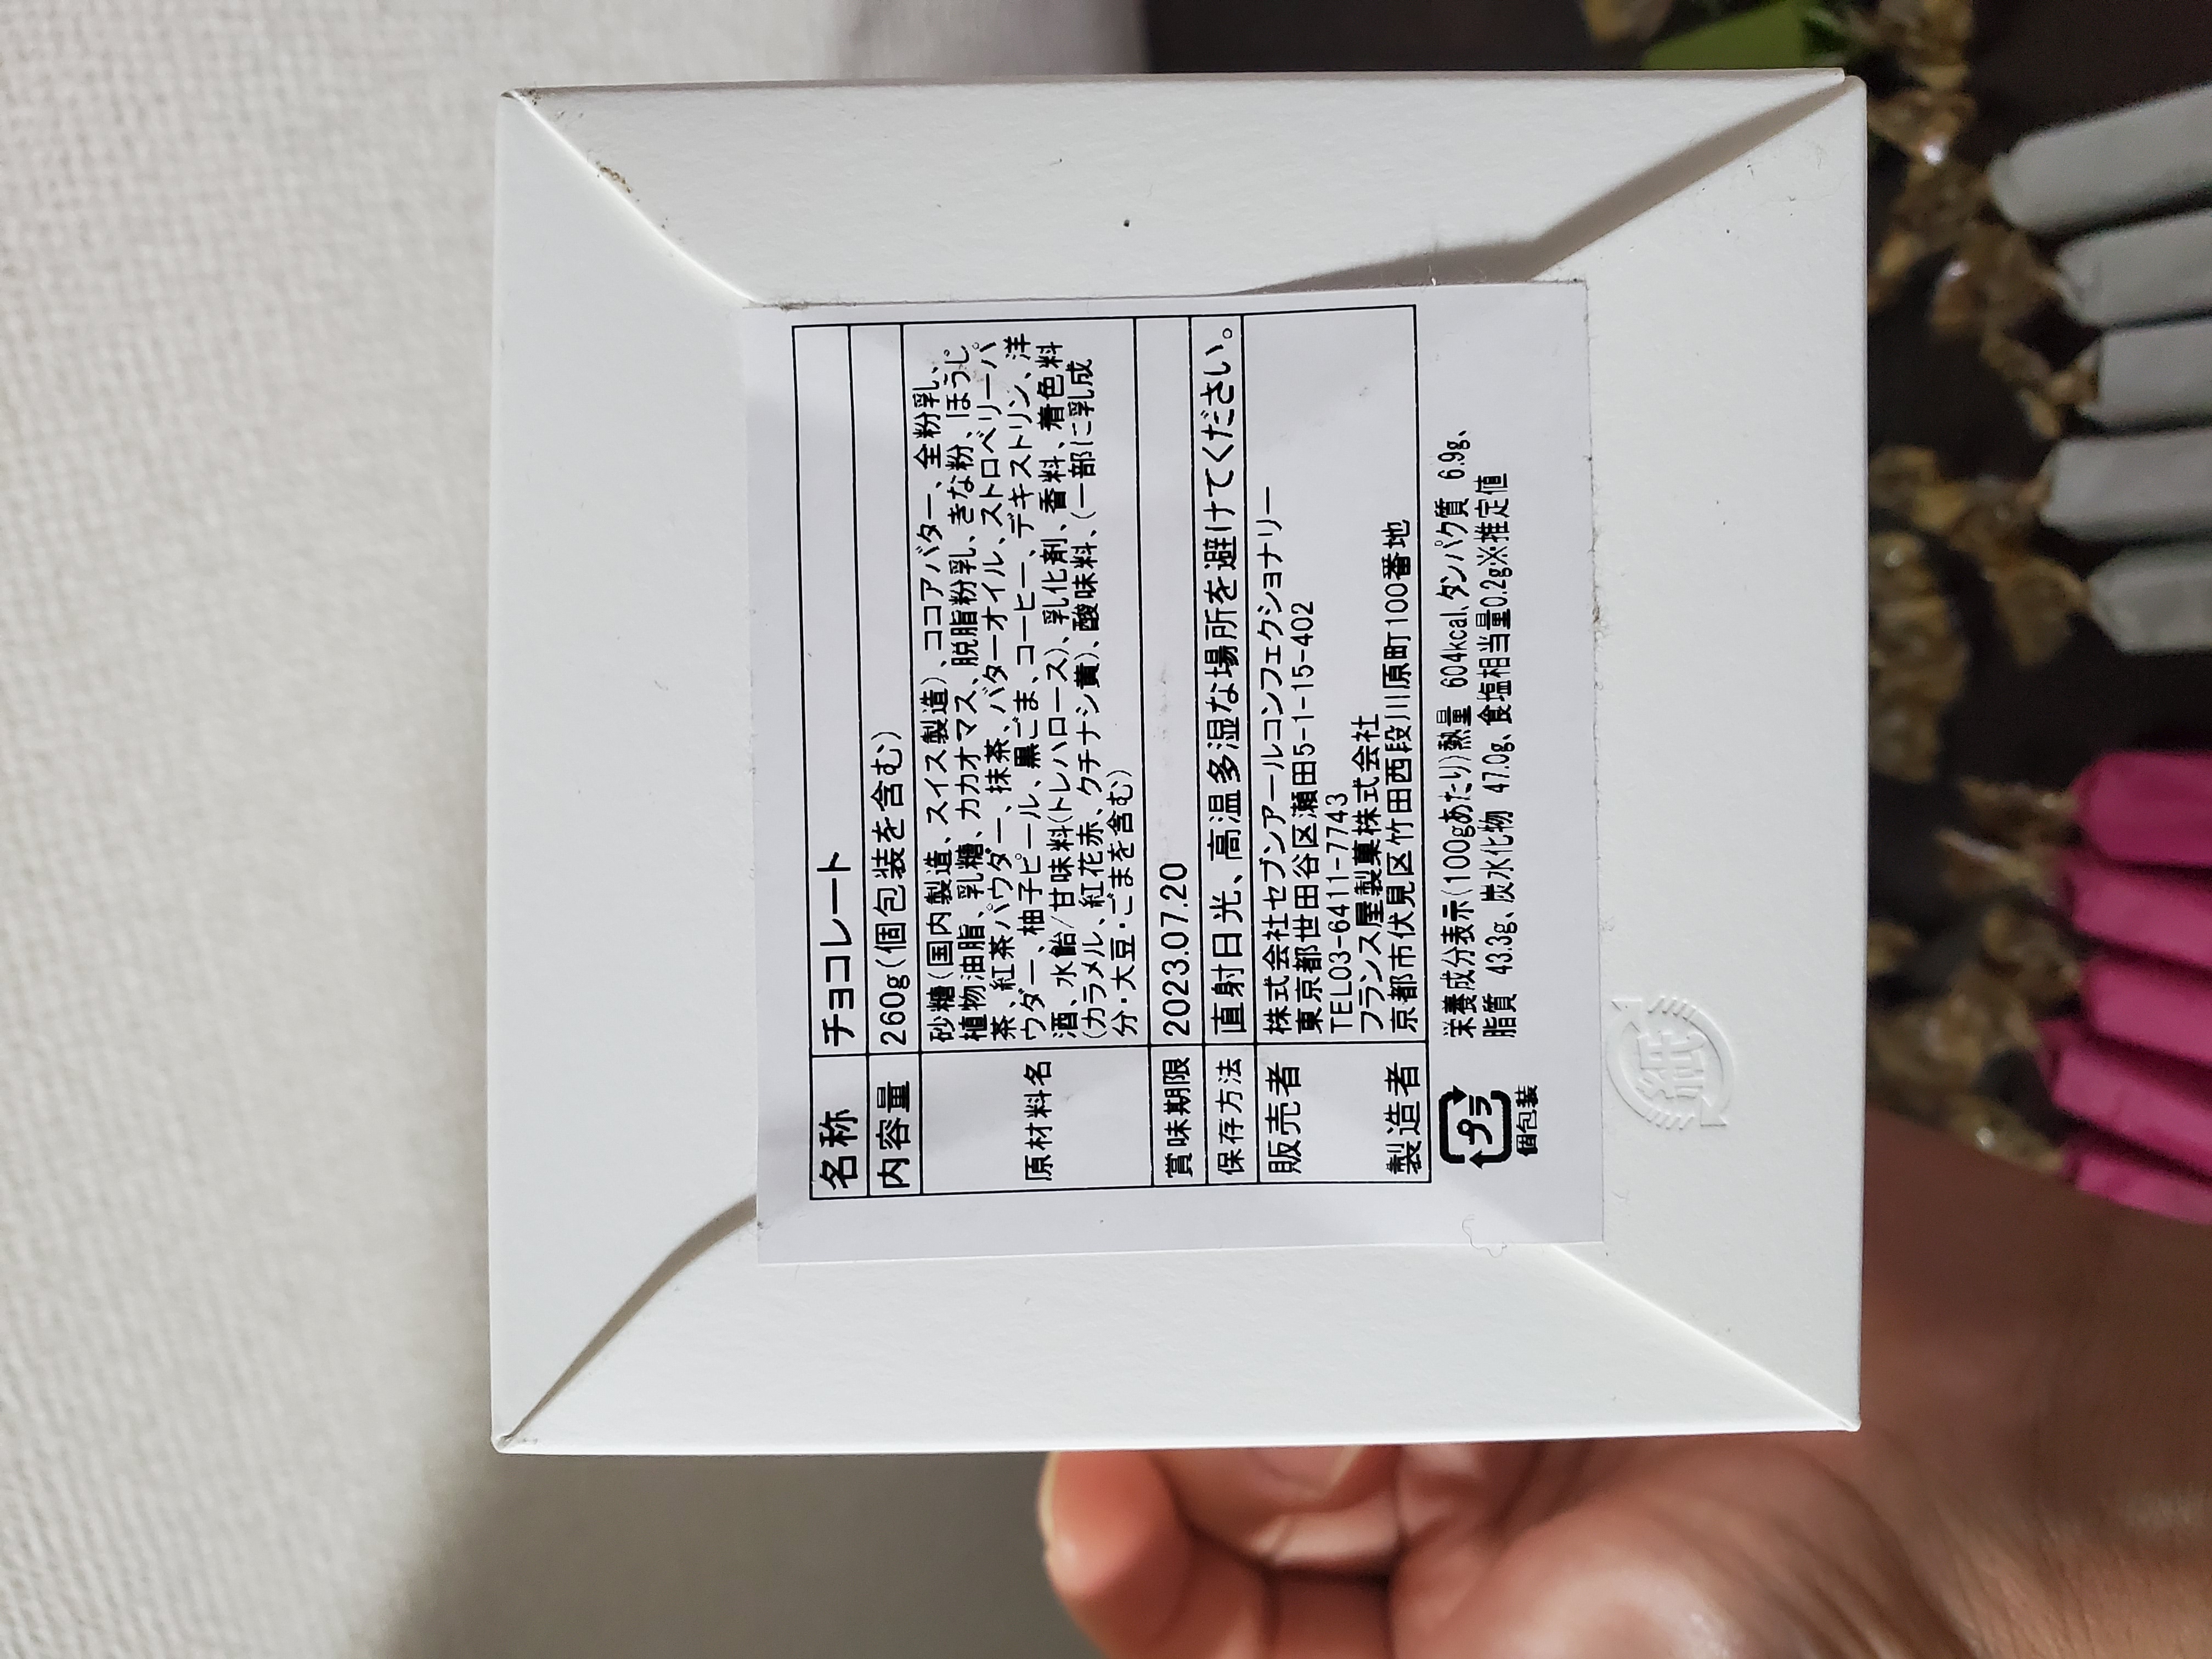 名称 チョコレート
内容量 260g(個包装を含む)
原材料名 砂糖(国内製造、スイス製造)、ココアバター、全粉乳、
植物油脂、乳糖、カカオマス、脱脂粉乳、きな粉、ほうじ
茶、紅茶パウダー、抹茶、バターオイル、ストロベリーパ
ウダー、柚子ピール、黒ごま、コーヒー、デキストリン、洋
酒、水飴/甘味料(トレハロース)、乳化剤、香料、着色料
(カラメル、紅花赤、クチナシ黄)、酸味料、(一部に乳成
分・大豆・ごまを含む)
賞味期限 2023.07.20
保存方法 直射日光、高温多湿な場所を避けてください。
販売者 株式会社セブンアールコンフェクショナリー
東京都世田谷区瀬田5-1-15-402
TEL03-6411-7743
フランス屋製菓株式会社
製造者 京都市伏見区竹田西段川原町100番地
栄養成分表示(100gあたり)熱量 604kcal、タンパク質 6.9g、
脂質 43.3g、炭水化物 47.0g、食塩相当量0.2g※推定値
プラ
個包装
紙